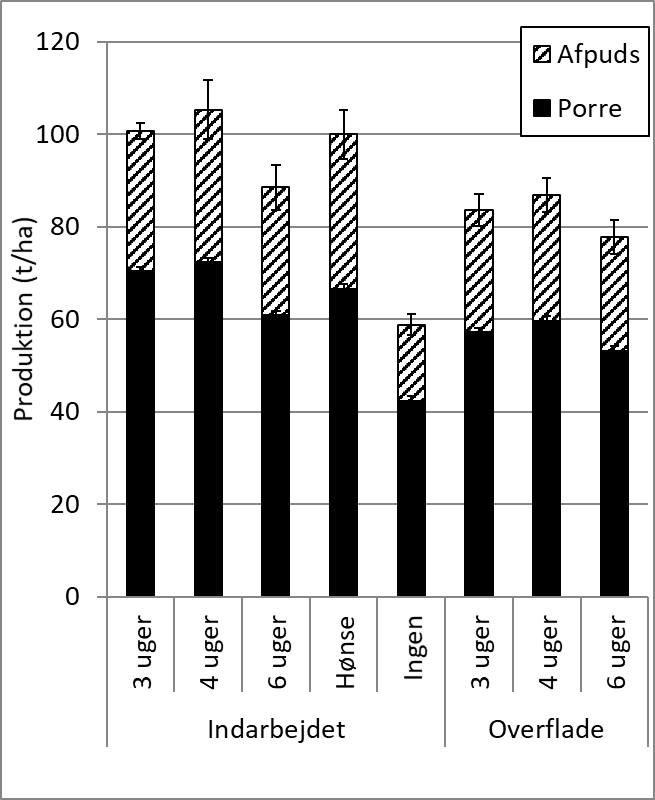 120
100
80
60
40
20
0
Produktion (t/ha)
Afpuds
Porre
3 uger
4 uger
6 uger
Hønse
Ingen
3 uger
4 uger
6 uger
Indarbejdet
Overflade